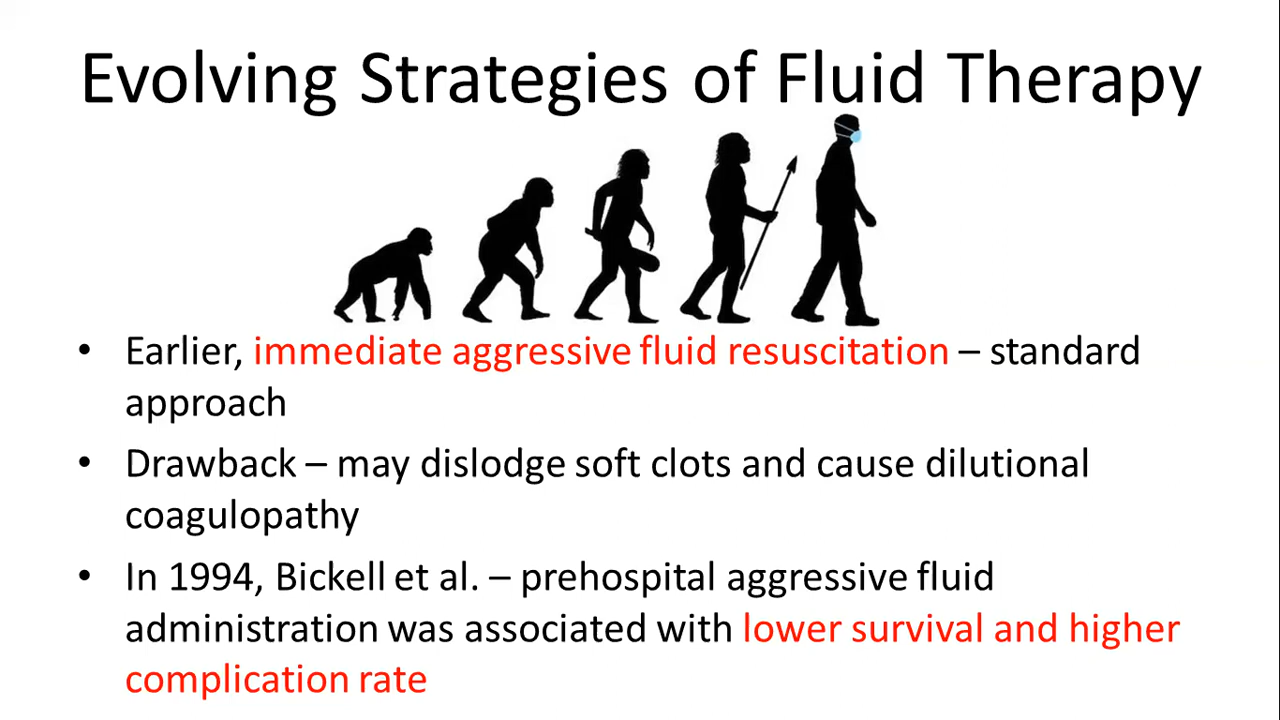 Evolving Strategies of Fluid Therapy
• Earlier, immediate aggressive fluid resuscitation – standard
approach
• Drawback – may dislodge soft clots and cause dilutional
coagulopathy
• In 1994, Bickell et al. – prehospital aggressive fluid
administration was associated with lower survival and higher
complication rate